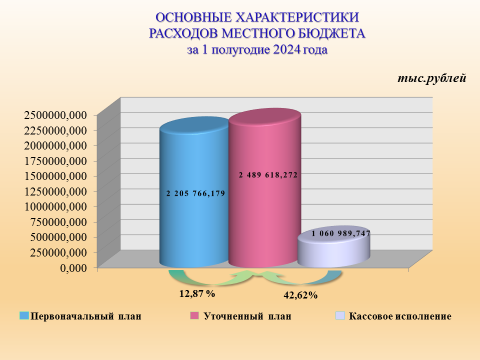 ОСНОВНЫЕ ХАРАКТЕРИСТИКИ
РАСХОДОВ МЕСТНОГО БЮДЖЕТА
за 1 полугодие 2024 года
тыс.рублей
2500000,000
2250000,000
2000000,000
1750000,000
1500000,000
1250000,000
1000000,000
750000,000
500000,000
250000,000
0,000
2 205 766,179
2 489 618,272
1 060 989,747
12,87%
42,62%
Первоначальный план
Уточненный план
Кассовое исполнение